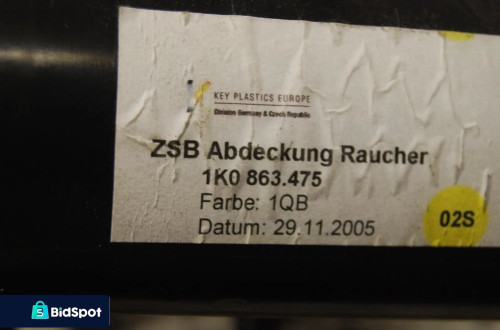 KEY PLASTICS EUROPE
Division Germany & Czech Republic
ZSB Abdeckung Raucher
1K0 863.475
Farbe: 1QB
Datum: 29.11.2005
02S
BidSpot